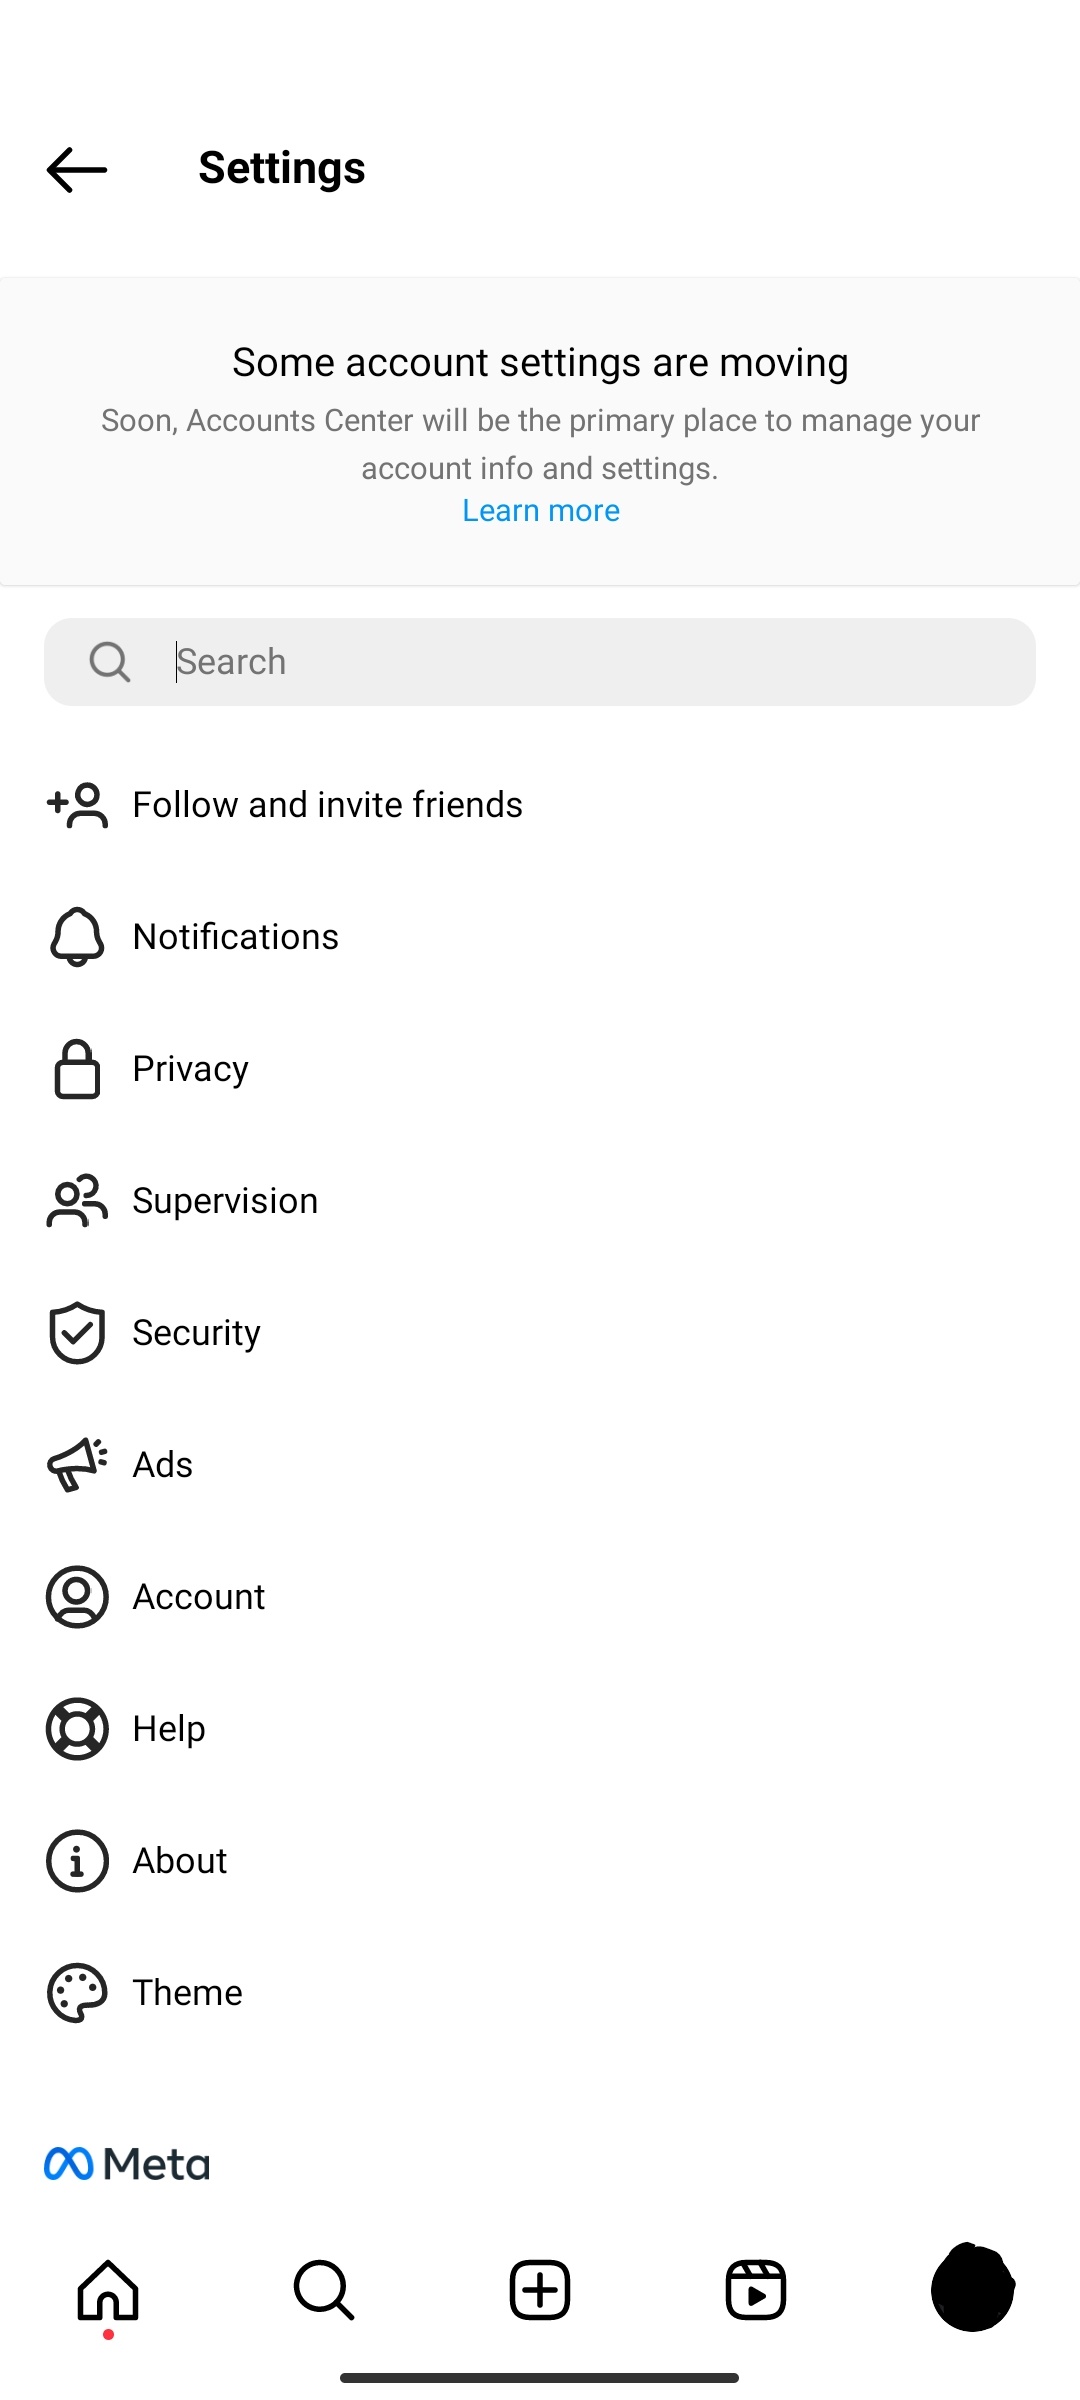 Settings
Some account settings are moving
Soon, Accounts Center will be the primary place to manage your
account info and settings.
Learn more
Search
Follow and invite friends
Notifications
Privacy
Supervision
Security
Ads
Account
Help
About
Theme
Meta